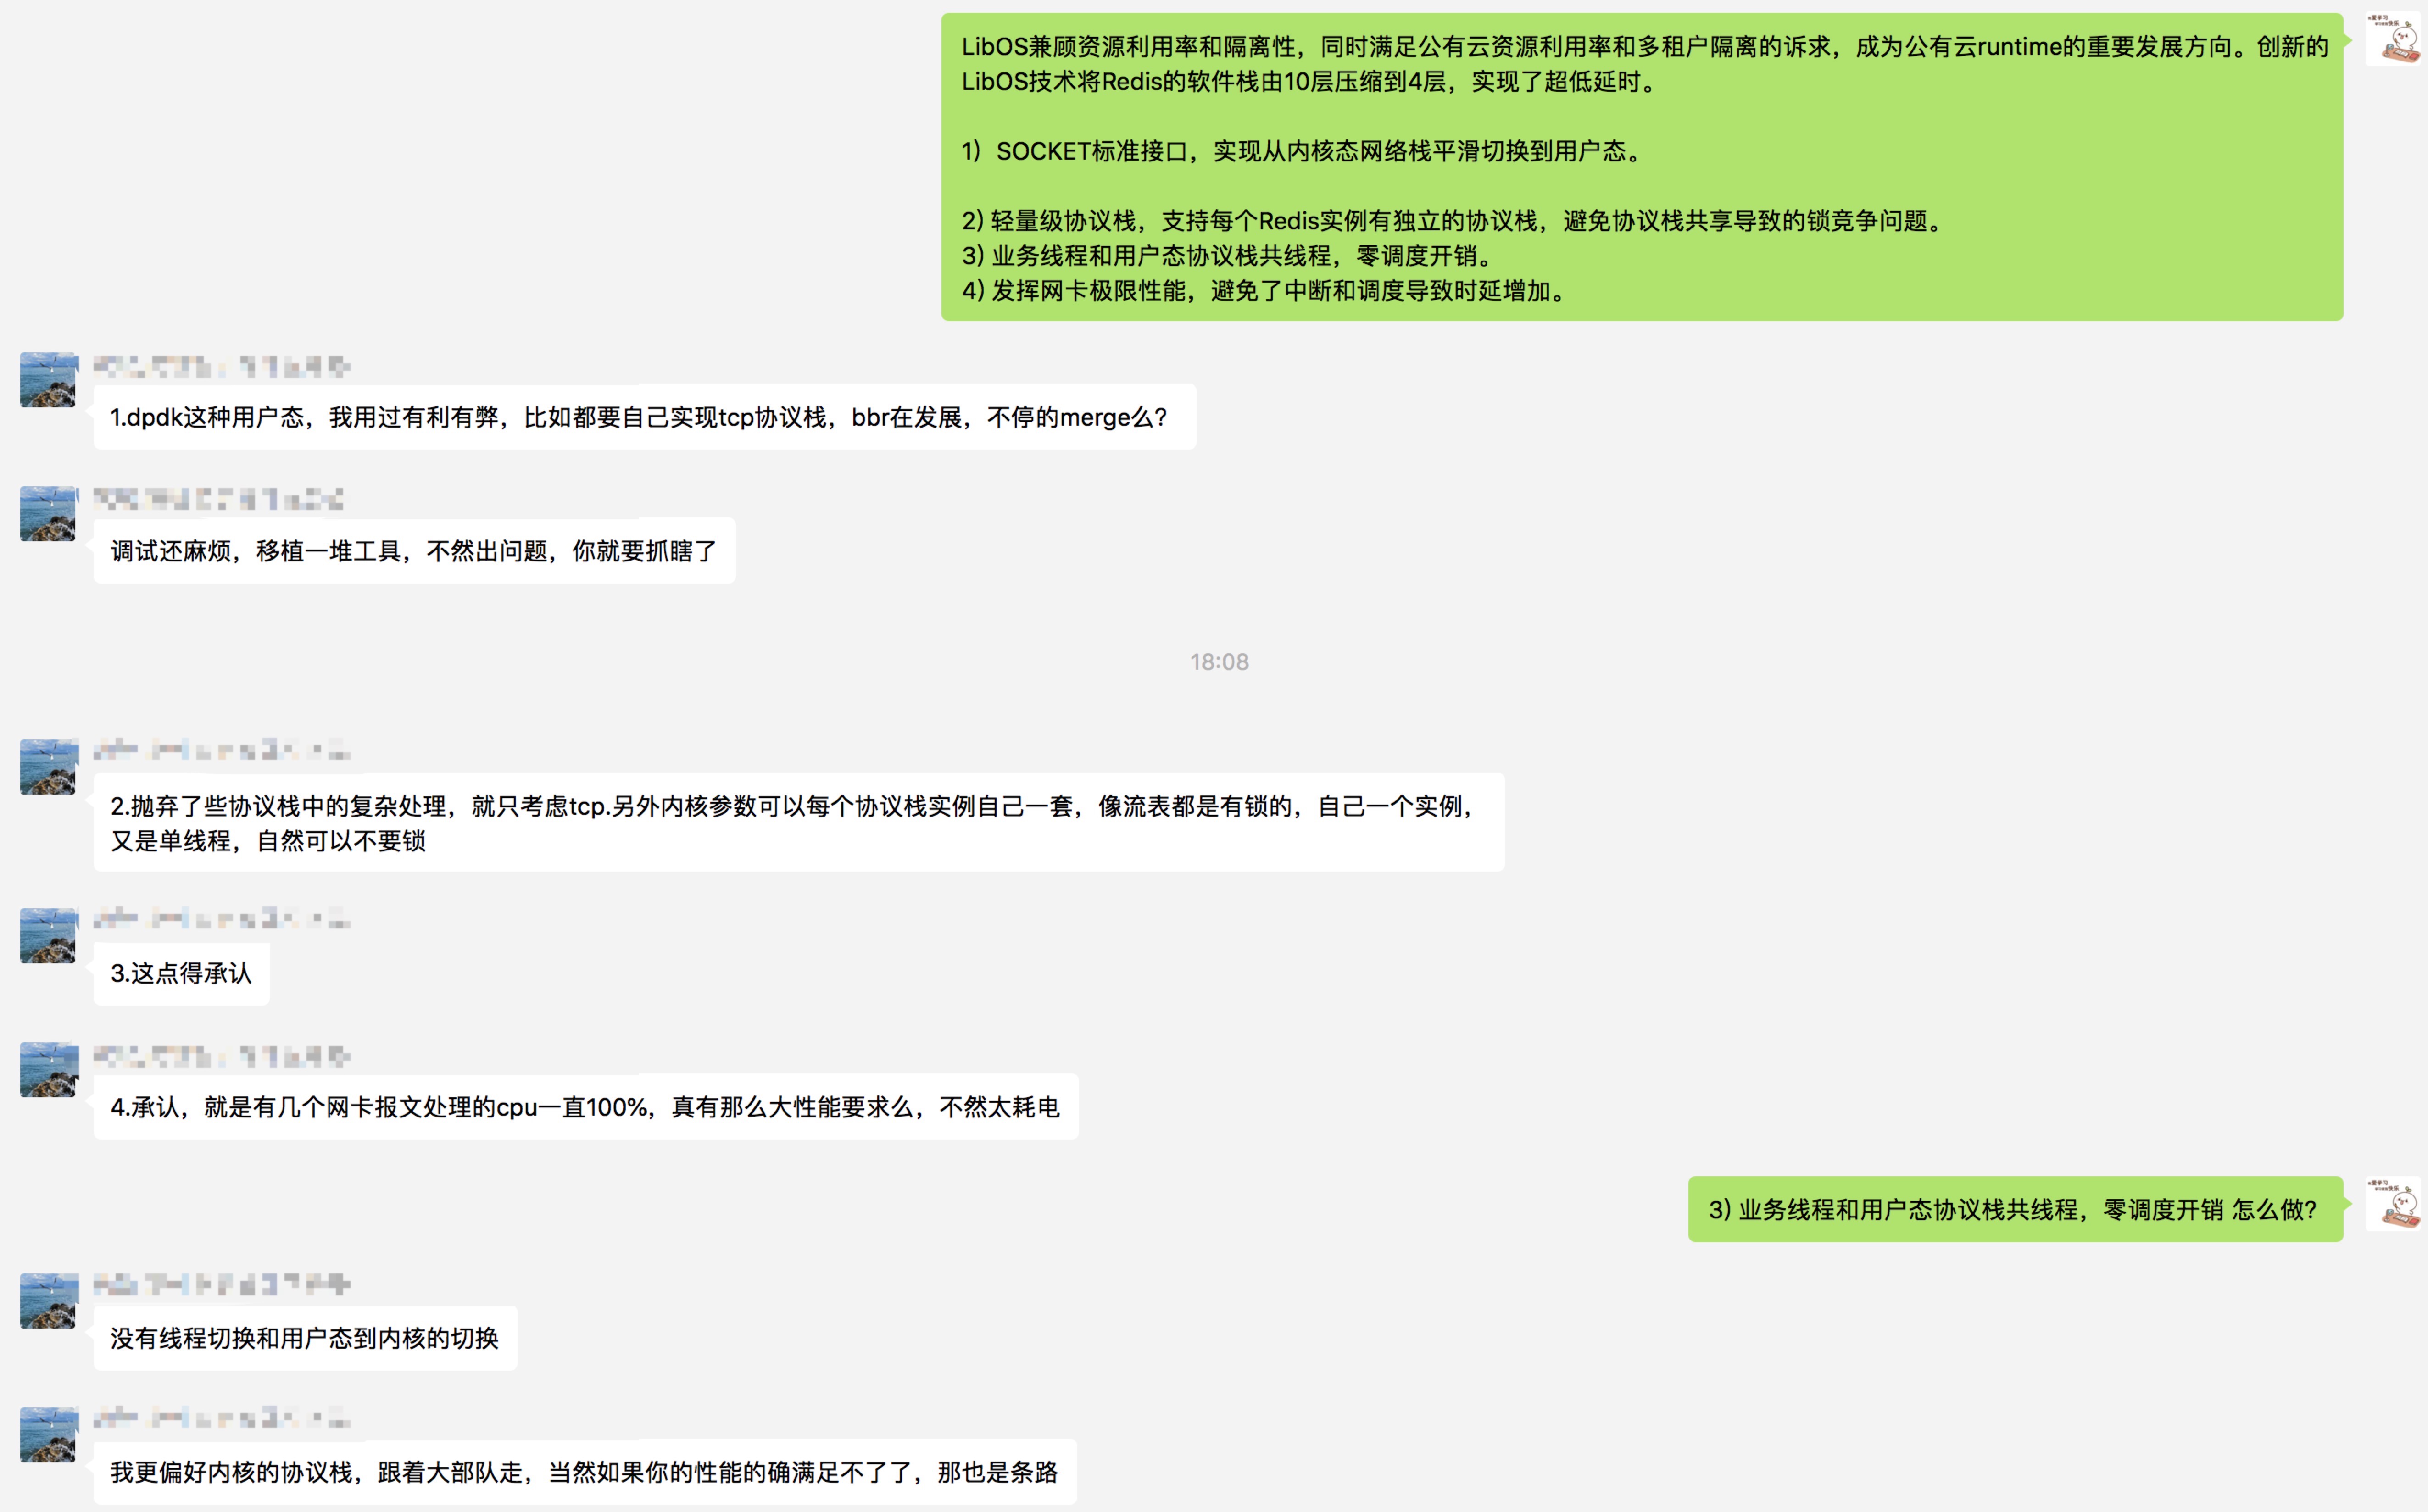 LibOS兼顾资源利用率和隔离性，同时满足公有云资源利用率和多租户隔离的诉求，成为公有云runtime的重要发展方向。创新的
LibOS技术将Redis的软件栈由10层压缩到4层，实现了超低延时。
1)  SOCKET标准接口，实现从内核态网络栈平滑切换到用户态。
2) 轻量级协议栈，支持每个Redis实例有独立的协议栈，避免协议栈共享导致的锁竞争问题。
3) 业务线程和用户态协议栈共线程，零调度开销。
4) 发挥网卡极限性能，避免了中断和调度导致时延增加。
1.dpdk这种用户态，我用过有利有弊，比如都要自己实现tcp协议栈，bbr在发展，不停的merge么?
调试还麻烦，移植一堆工具，不然出问题，你就要抓瞎了
18:08
2.抛弃了些协议栈中的复杂处理，就只考虑tcp.另外内核参数可以每个协议栈实例自己一套，像流表都是有锁的，自己一个实例，
又是单线程，自然可以不要锁
3.这点得承认
4.承认，就是有几个网卡报文处理的cpu一直100%，真有那么大性能要求么，不然太耗电
3) 业务线程和用户态协议栈共线程，零调度开销 怎么做?
没有线程切换和用户态到内核的切换
我更偏好内核的协议栈，跟着大部队走，当然如果你的性能的确满足不了了，那也是条路